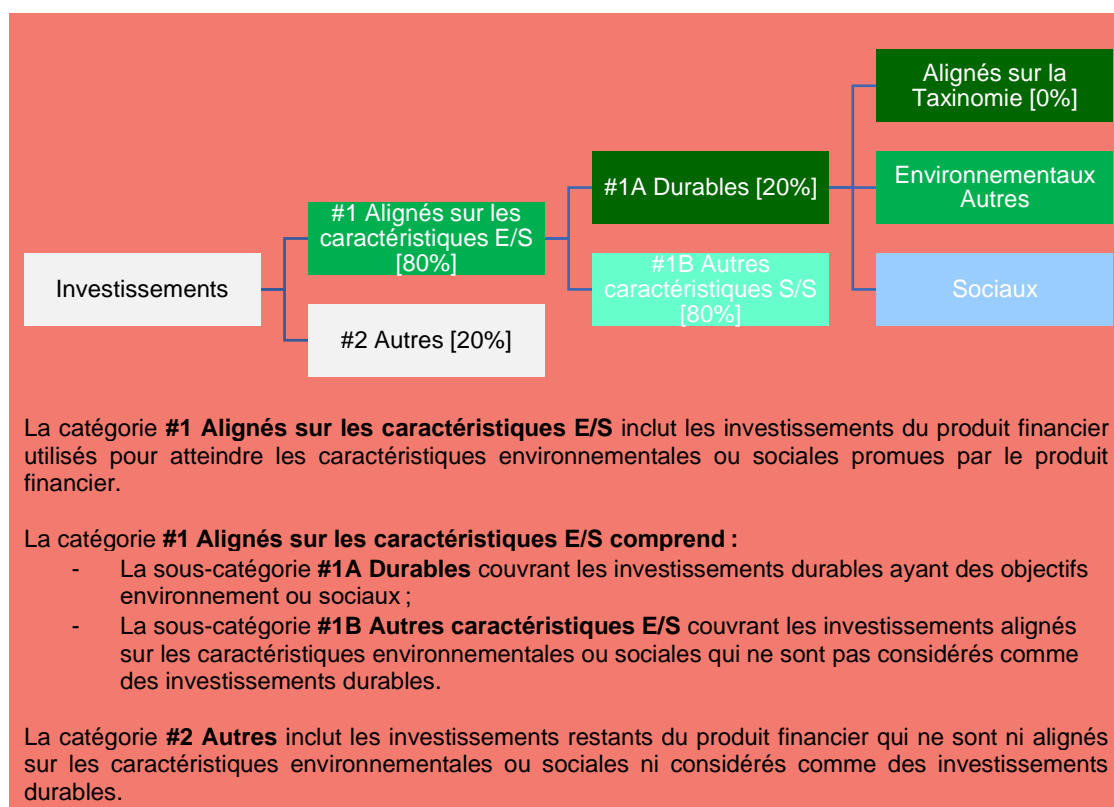 Alignés sur la
Taxinomie [0%]
#1A Durables [20%]
Environnementaux
Autres
#1 Alignés sur les
caractéristiques E/S
[80%]
Investissements
#1B Autres
caractéristiques S/S
[80%]
Sociaux
#2 Autres [20%]
La catégorie #1 Alignés sur les caractéristiques E/S inclut les investissements du produit financier
utilisés pour atteindre les caractéristiques environnementales ou sociales promues par le produit
financier.
La catégorie #1 Alignés sur les caractéristiques E/S comprend :
- La sous-catégorie #1A Durables couvrant les investissements durables ayant des objectifs
environnement ou sociaux ;
- La sous-catégorie #1B Autres caractéristiques E/S couvrant les investissements alignés
sur les caractéristiques environnementales ou sociales qui ne sont pas considérés comme
des investissements durables.
La catégorie #2 Autres inclut les investissements restants du produit financier qui ne sont ni alignés
sur les caractéristiques environnementales ou sociales ni considérés comme des investissements
durables.